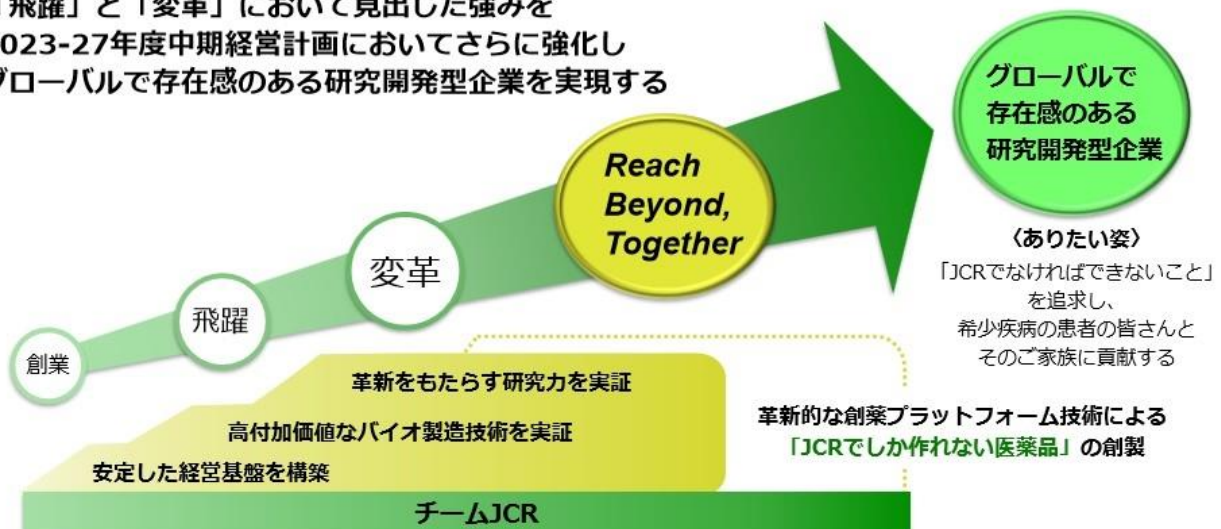 「飛躍」と「変革」において見出した強みを
023-27年度中期経営計画においてさらに強化し
グローバルで存在感のある研究開発型企業を実現する
グローバルで
存在感のある
研究開発型企業
Reach
Beyond,
Together
変革
飛躍
創業
〈ありたい姿〉
「JCRでなければできないこと」
を追求し、
希少疾病の患者の皆さんと
そのご家族に貢献する
革新をもたらす研究力を実証
高付加価値なバイオ製造技術を実証
安定した経営基盤を構築
革新的な創薬プラットフォーム技術による
「JCRでしか作れない医薬品」の創製
チームJCR